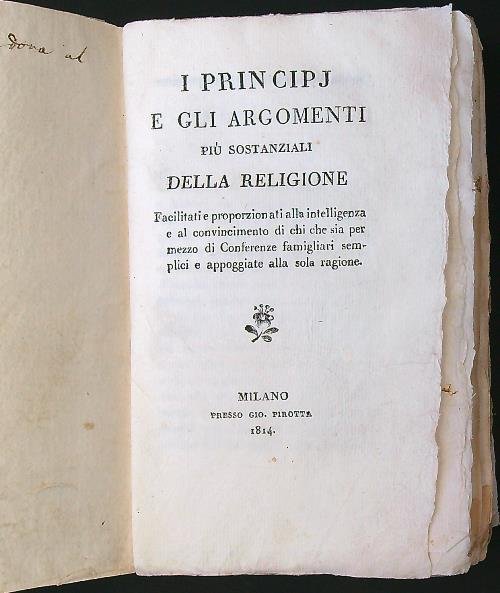 dona al
I PRINCIPJ
E GLI ARGOMENTI
PIÙ SOSTANZIALI
DELLA RELIGIONE
Facilitati e proporzionati alla intelligenza
e al convincimento di chi che sia per
mezzo di Conferenze famigliari sem-
plici e appoggiate alla sola ragione.
MILANO
PRESSO GIO. PIROTTA
1814.